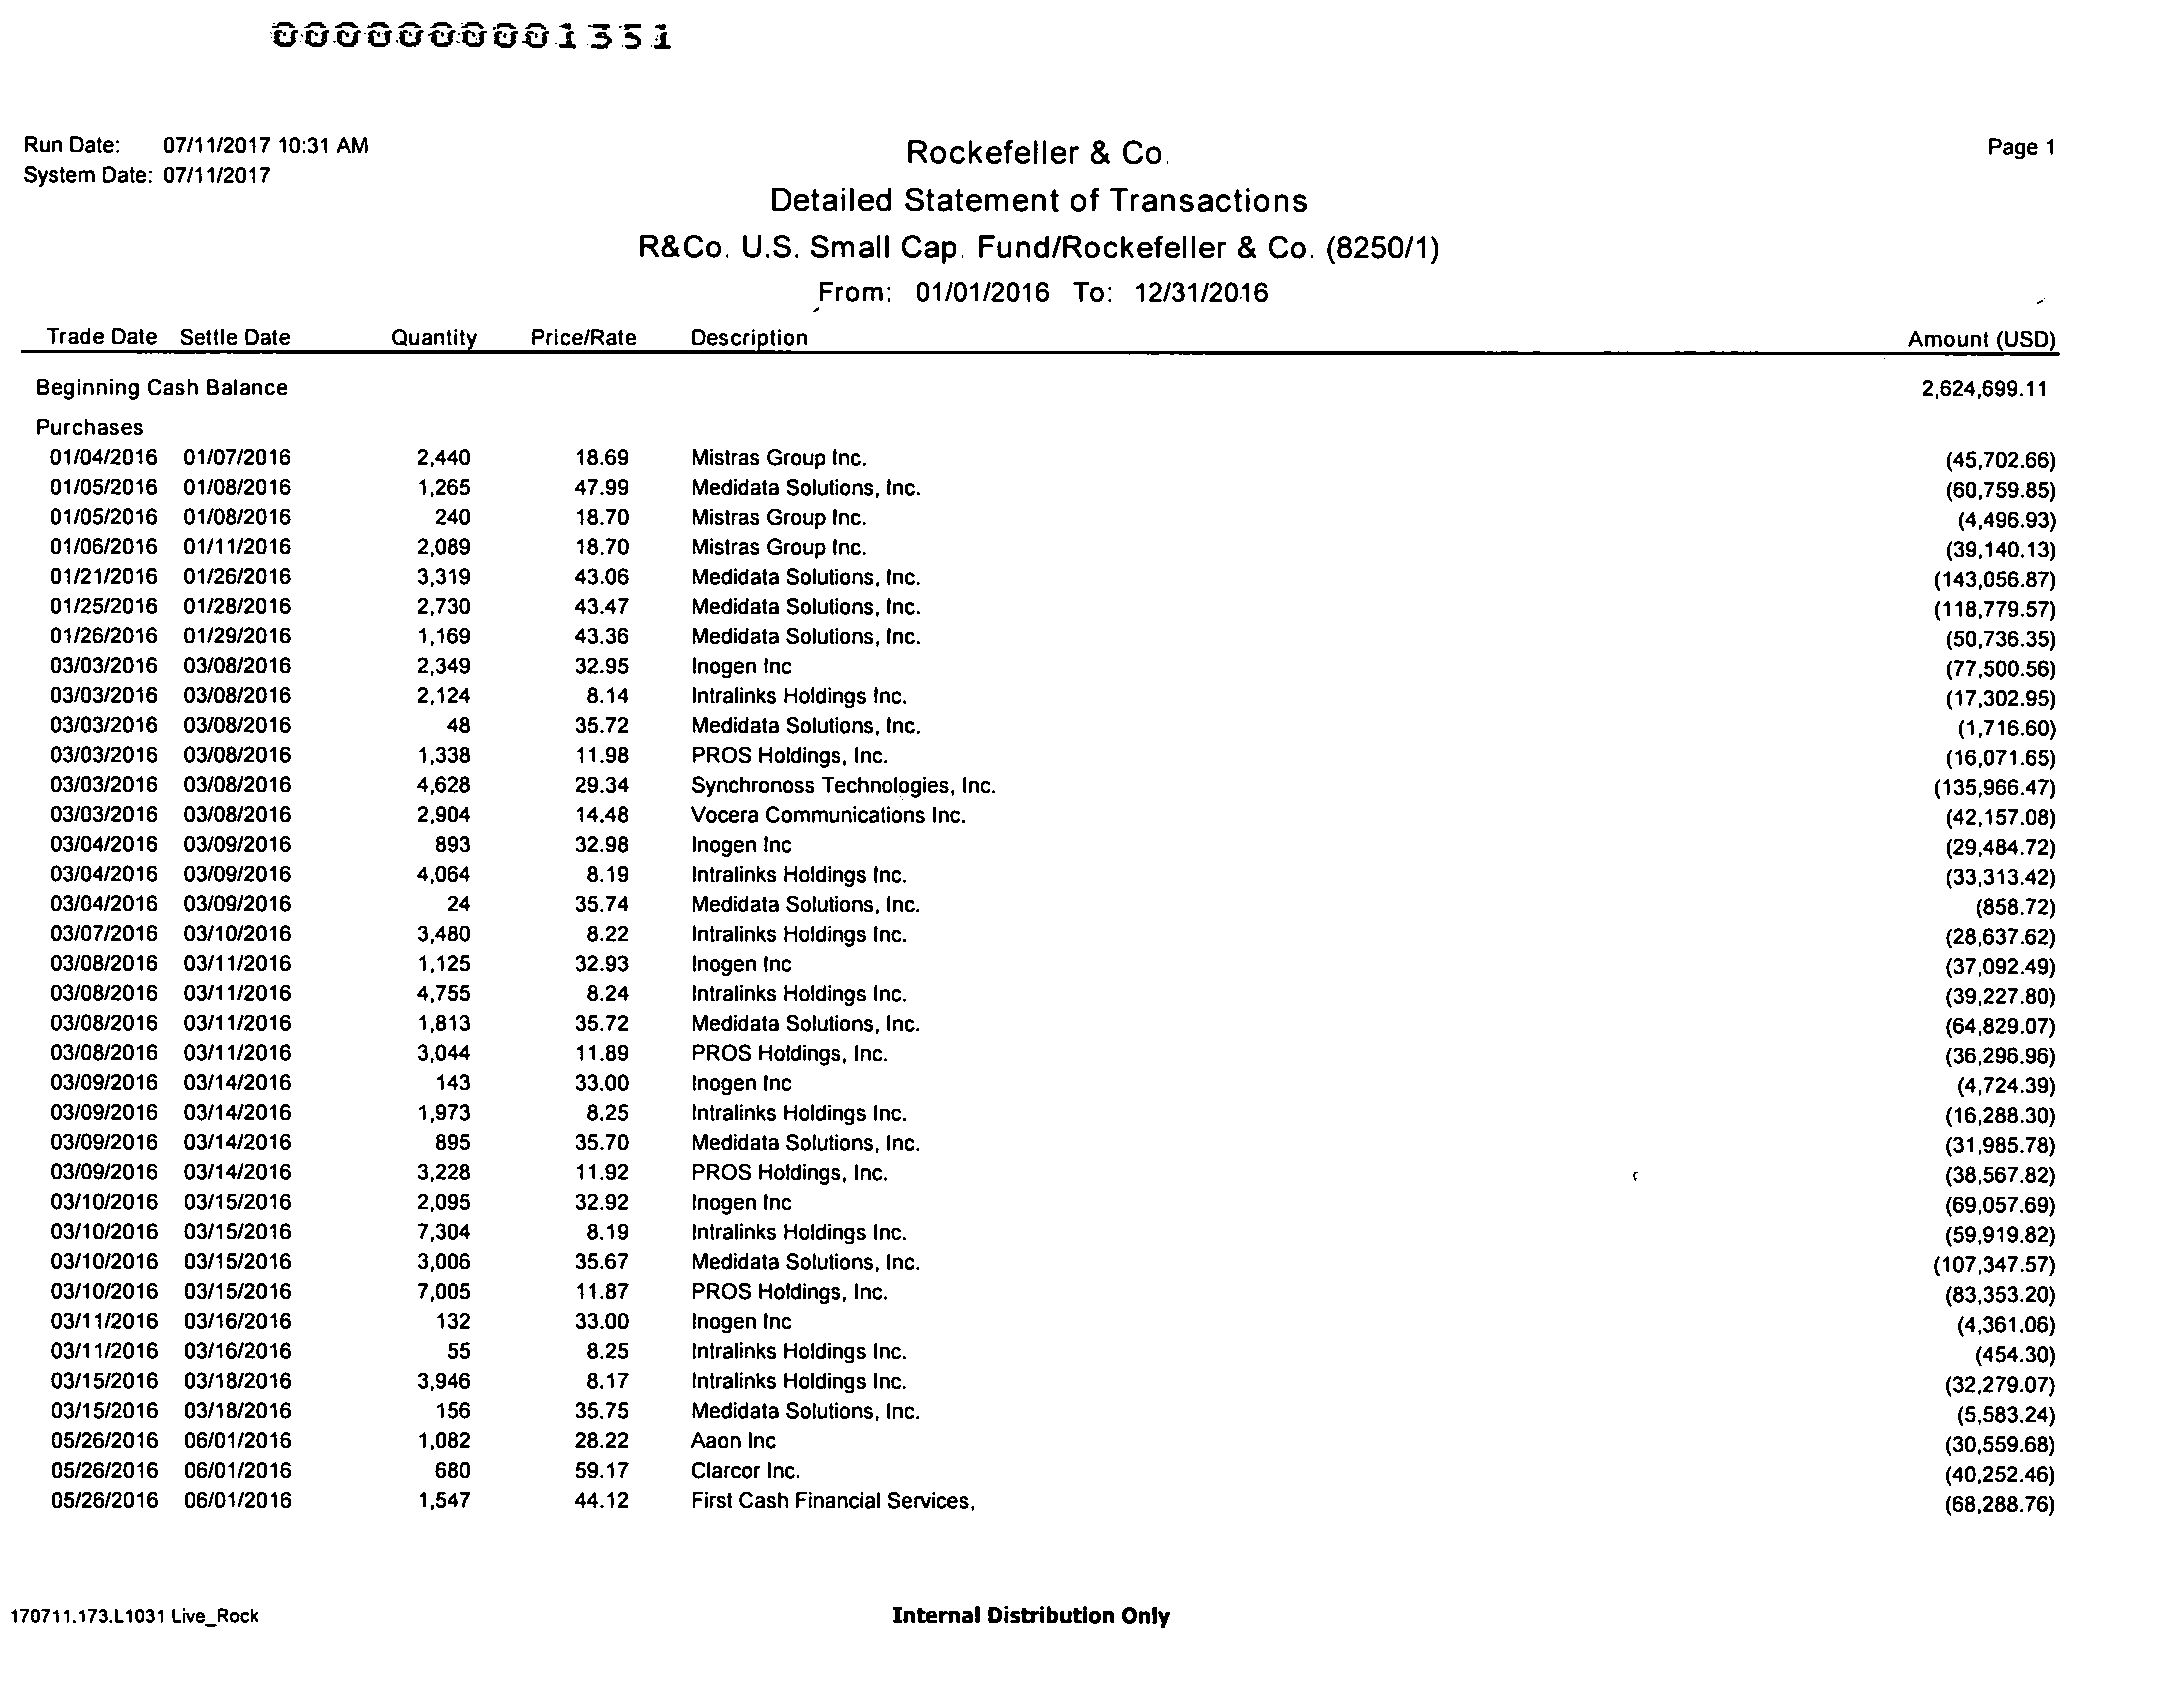 0000000001351
Run Date: 07/11/2017 10:31 AM
Rockefeller & Co.
Page 1
System Date: 07/11/2017
Detailed Statement of Transactions
R&Co. U.S. Small Cap. Fund/Rockefeller & Co. (8250/1)
From: 01/01/2016 To: 12/31/2016
Trade Date Settle Date Quantity Price/Rate Description Amount (USD)
Beginning Cash Balance 2,624,699.11
Purchases
01/04/2016 01/07/2016 2,440 18.69 Mistras Group Inc. (45,702.66)
01/05/2016 01/08/2016 1,265 47.99 Medidata Solutions, Inc. (60,759.85)
01/05/2016 01/08/2016 240 18.70 Mistras Group Inc. (4,496.93)
01/06/2016 01/11/2016 2,089 18.70 Mistras Group Inc. (39,140.13)
01/21/2016 01/26/2016 3,319 43.06 Medidata Solutions, Inc. (143,056.87)
01/25/2016 01/28/2016 2,730 43.47 Medidata Solutions, Inc. (118,779.57)
01/26/2016 01/29/2016 1,169 43.36 Medidata Solutions, Inc. (50,736.35)
03/03/2016 03/08/2016 2,349 32.95 Inogen Inc (77,500.56)
03/03/2016 03/08/2016 2,124 8.14 Intralinks Holdings Inc. (17,302.95)
03/03/2016 03/08/2016 48 35.72 Medidata Solutions, Inc. (1,716.60)
03/03/2016 03/08/2016 1,338 11.98 PROS Holdings, Inc. (16,071.65)
03/03/2016 03/08/2016 4,628 29.34 Synchronoss Technologies, Inc. (135,966.47)
03/03/2016 03/08/2016 2,904 14.48 Vocera Communications Inc. (42,157.08)
03/04/2016 03/09/2016 893 32.98 Inogen Inc (29,484.72)
03/04/2016 03/09/2016 4,064 8.19 Intralinks Holdings Inc. (33,313.42)
03/04/2016 03/09/2016 24 35.74 Medidata Solutions, Inc. (858.72)
03/07/2016 03/10/2016 3,480 8.22 Intralinks Holdings Inc. (28,637.62)
03/08/2016 03/11/2016 1,125 32.93 Inogen Inc (37,092.49)
03/08/2016 03/11/2016 4,755 8.24 Intralinks Holdings Inc. (39,227.80)
03/08/2016 03/11/2016 1,813 35.72 Medidata Solutions, Inc. (64,829.07)
03/08/2016 03/11/2016 3,044 11.89 PROS Holdings, Inc. (36,296.96)
03/09/2016 03/14/2016 143 33.00 Inogen Inc (4,724.39)
03/09/2016 03/14/2016 1,973 8.25 Intralinks Holdings Inc. (16,288.30)
03/09/2016 03/14/2016 895 35.70 Medidata Solutions, Inc. (31,985.78)
03/09/2016 03/14/2016 3,228 11.92 PROS Holdings, Inc. (38,567.82)
03/10/2016 03/15/2016 2,095 32.92 Inogen Inc (69,057.69)
03/10/2016 03/15/2016 7,304 8.19 Intralinks Holdings Inc. (59,919.82)
03/10/2016 03/15/2016 3,006 35.67 Medidata Solutions, Inc. (107,347.57)
03/10/2016 03/15/2016 7,005 11.87 PROS Holdings, Inc. (83,353.20)
03/11/2016 03/16/2016 132 33.00 Inogen Inc (4,361.06)
03/11/2016 03/16/2016 55 8.25 Intralinks Holdings Inc. (454.30)
03/15/2016 03/18/2016 3,946 8.17 Intralinks Holdings Inc. (32,279.07)
03/15/2016 03/18/2016 156 35.75 Medidata Solutions, Inc. (5,583.24)
05/26/2016 06/01/2016 1,082 28.22 Aaon Inc (30,559.68)
05/26/2016 06/01/2016 680 59.17 Clarcor Inc. (40,252.46)
05/26/2016 06/01/2016 1,547 44.12 First Cash Financial Services, (68,288.76)
170711.173.L1031 Live_Rock Internal Distribution Only